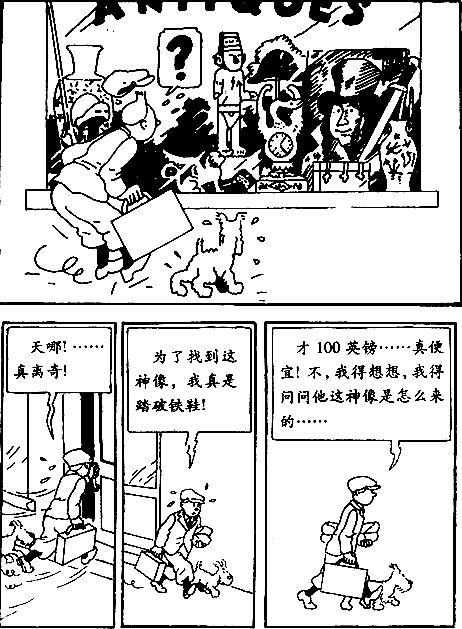 ANTIQUES
?
天哪！……
真离奇！
为了找到这
神像，我真是
踏破铁鞋！
才100英镑……真便
宜！不，我得想想，我得
问问他这神像是怎么来
的……